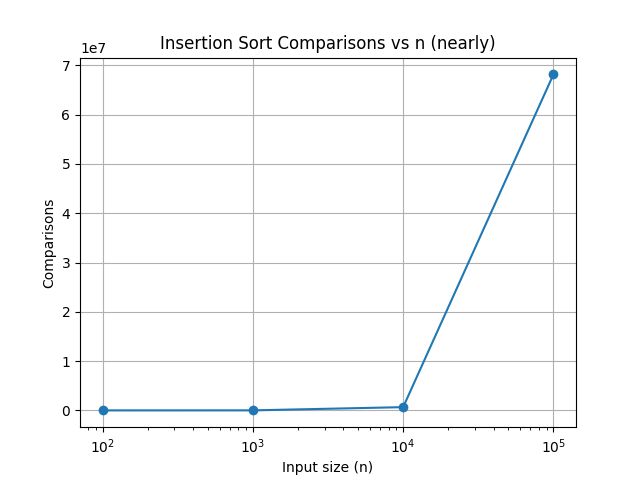 Insertion Sort Comparisons vs n (nearly)
1e7
7
6
5
4
3
2
1
0
Comparisons
10² 10³ 10⁴ 10⁵
Input size (n)